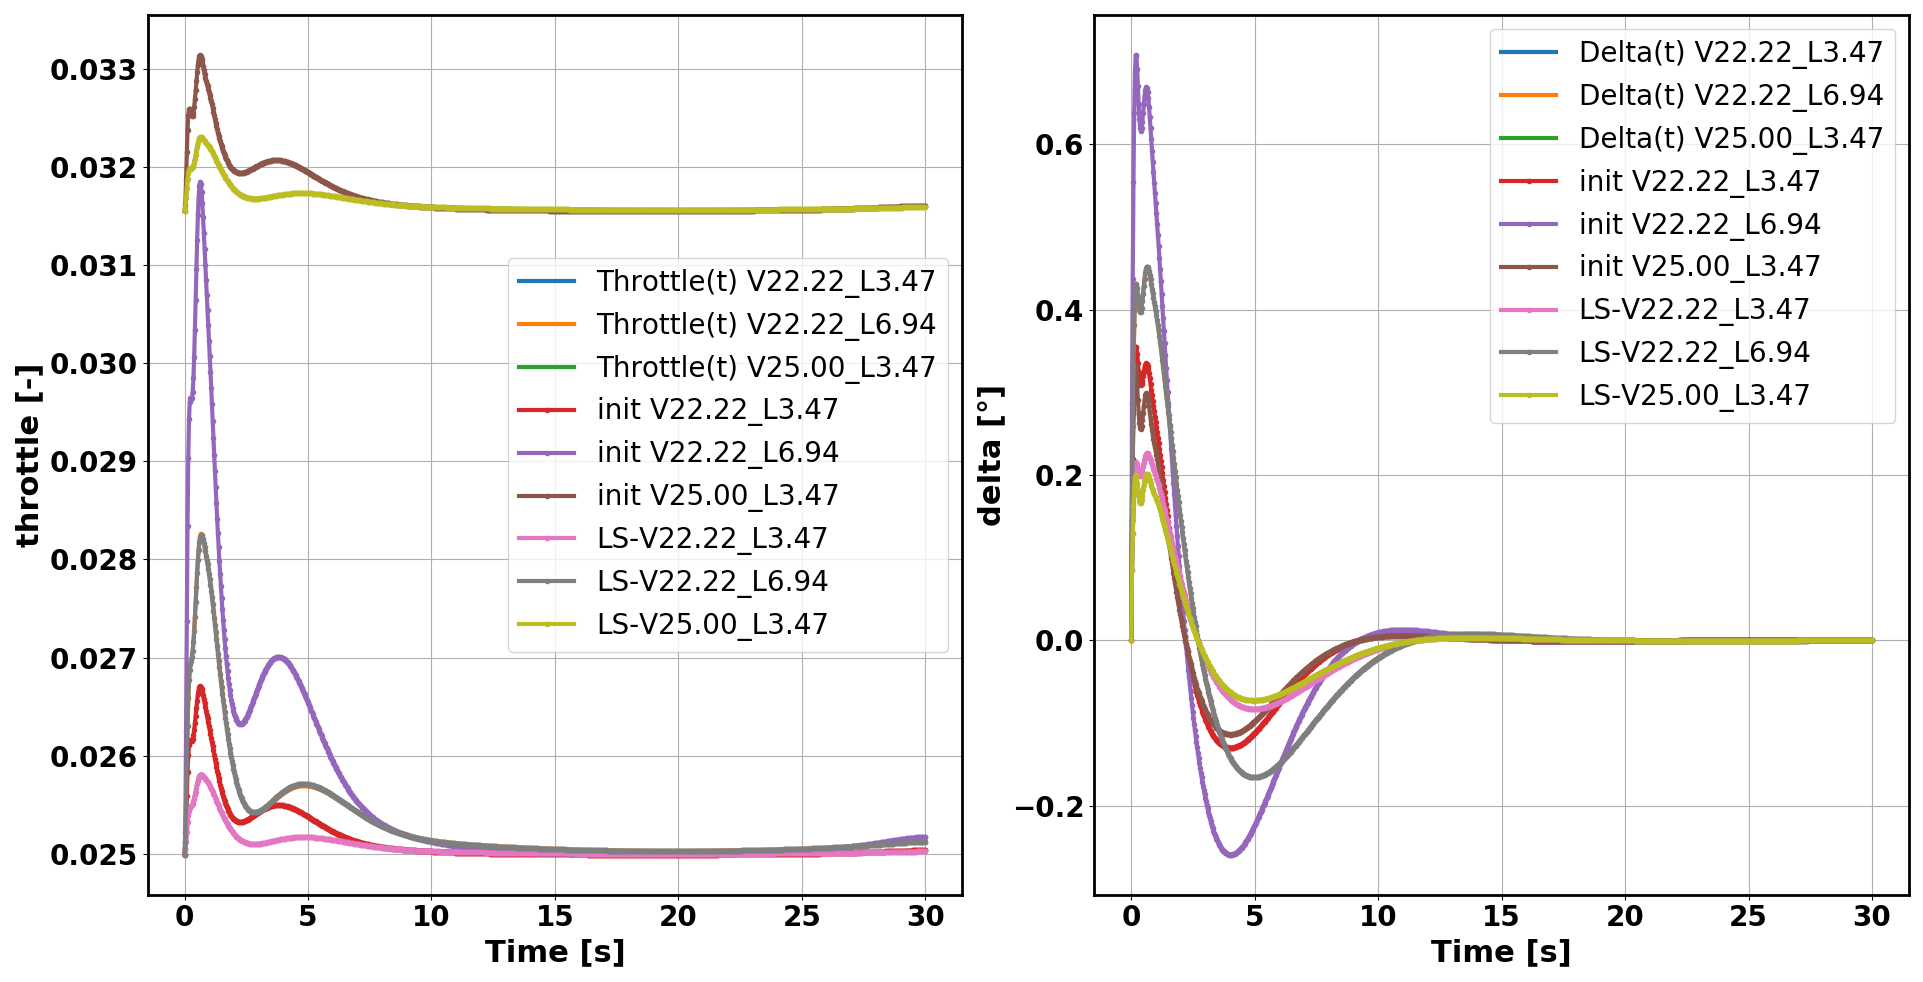 0.033
0.032
0.031
0.030
0.029
0.028
0.027
0.026
0.025
throttle [-]
0
5
10
15
20
25
30
Time [s]
Throttle(t) V22.22_L3.47
Throttle(t) V22.22_L6.94
Throttle(t) V25.00_L3.47
init V22.22_L3.47
init V22.22_L6.94
init V25.00_L3.47
LS-V22.22_L3.47
LS-V22.22_L6.94
LS-V25.00_L3.47
0.6
0.4
0.2
0.0
−0.2
delta [°]
0
5
10
15
20
25
30
Time [s]
Delta(t) V22.22_L3.47
Delta(t) V22.22_L6.94
Delta(t) V25.00_L3.47
init V22.22_L3.47
init V22.22_L6.94
init V25.00_L3.47
LS-V22.22_L3.47
LS-V22.22_L6.94
LS-V25.00_L3.47